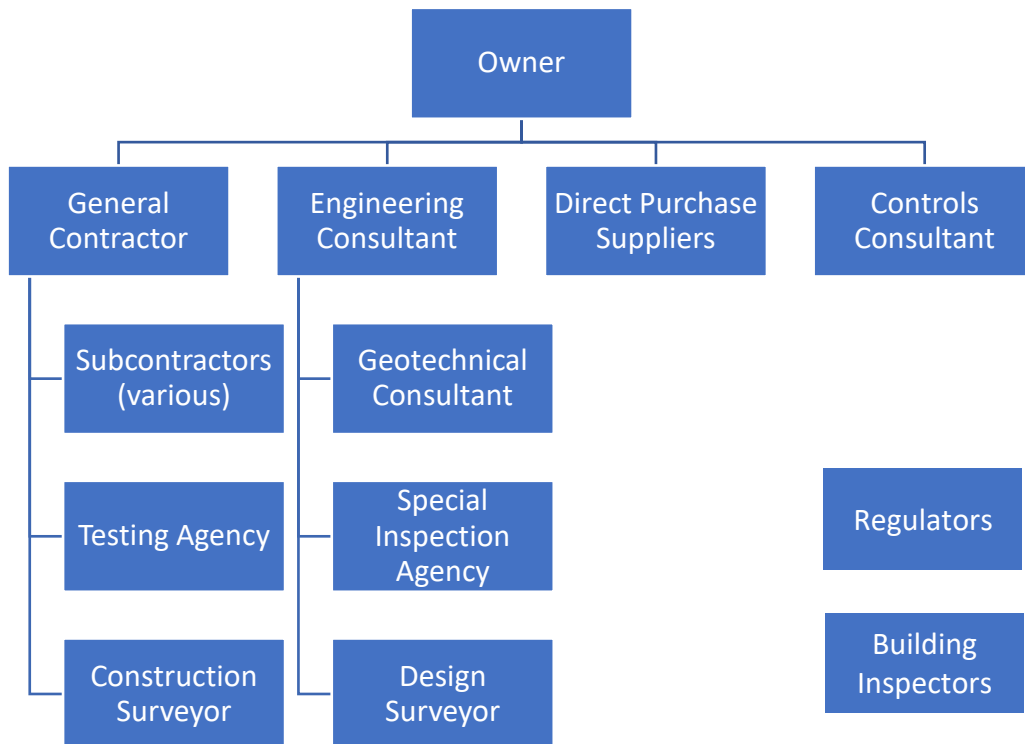 Owner
General
Contractor
Engineering
Consultant
Direct Purchase
Suppliers
Controls
Consultant
Subcontractors
(various)
Geotechnical
Consultant
Testing Agency
Special
Inspection
Agency
Regulators
Construction
Surveyor
Design
Surveyor
Building
Inspectors